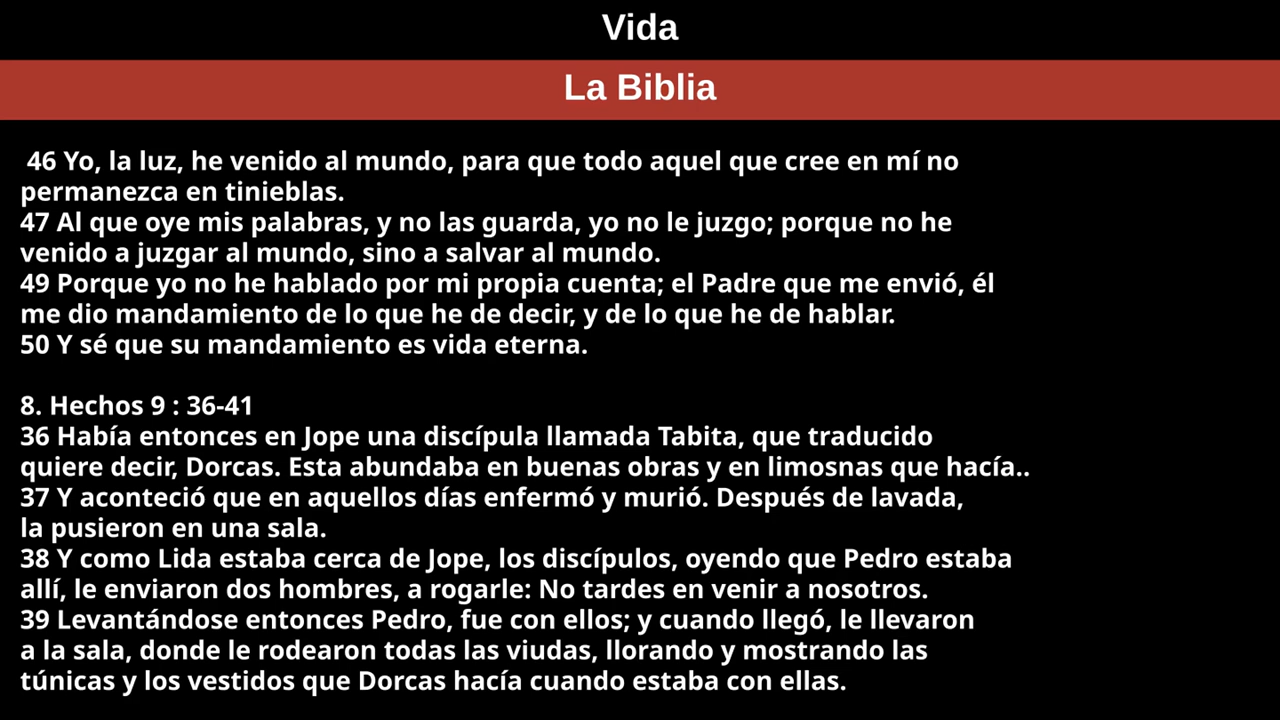 Vida
La Biblia
46 Yo, la luz, he venido al mundo, para que todo aquel que cree en mí no
permanezca en tinieblas.
47 Al que oye mis palabras, y no las guarda, yo no le juzgo; porque no he
venido a juzgar al mundo, sino a salvar al mundo.
49 Porque yo no he hablado por mi propia cuenta; el Padre que me envió, él
me dio mandamiento de lo que he de decir, y de lo que he de hablar.
50 Y sé que su mandamiento es vida eterna.
8. Hechos 9 : 36-41
36 Había entonces en Jope una discípula llamada Tabita, que traducido
quiere decir, Dorcas. Esta abundaba en buenas obras y en limosnas que hacía..
37 Y aconteció que en aquellos días enfermó y murió. Después de lavada,
la pusieron en una sala.
38 Y como Lida estaba cerca de Jope, los discípulos, oyendo que Pedro estaba
allí, le enviaron dos hombres, a rogarle: No tardes en venir a nosotros.
39 Levantándose entonces Pedro, fue con ellos; y cuando llegó, le llevaron
a la sala, donde le rodearon todas las viudas, llorando y mostrando las
túnicas y los vestidos que Dorcas hacía cuando estaba con ellas.